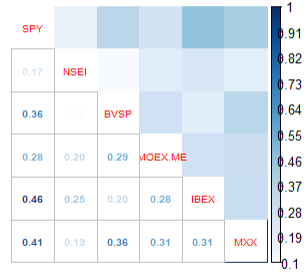 SPY
0.17 NSEI
0.36 BVSP
0.28 0.20 0.29 MOEX.ME
0.46 0.25 0.20 0.28 IBEX
0.41 0.19 0.36 0.31 0.31 MXX
1
0.91
0.82
0.73
0.64
0.55
0.46
0.37
0.28
0.19
0.1